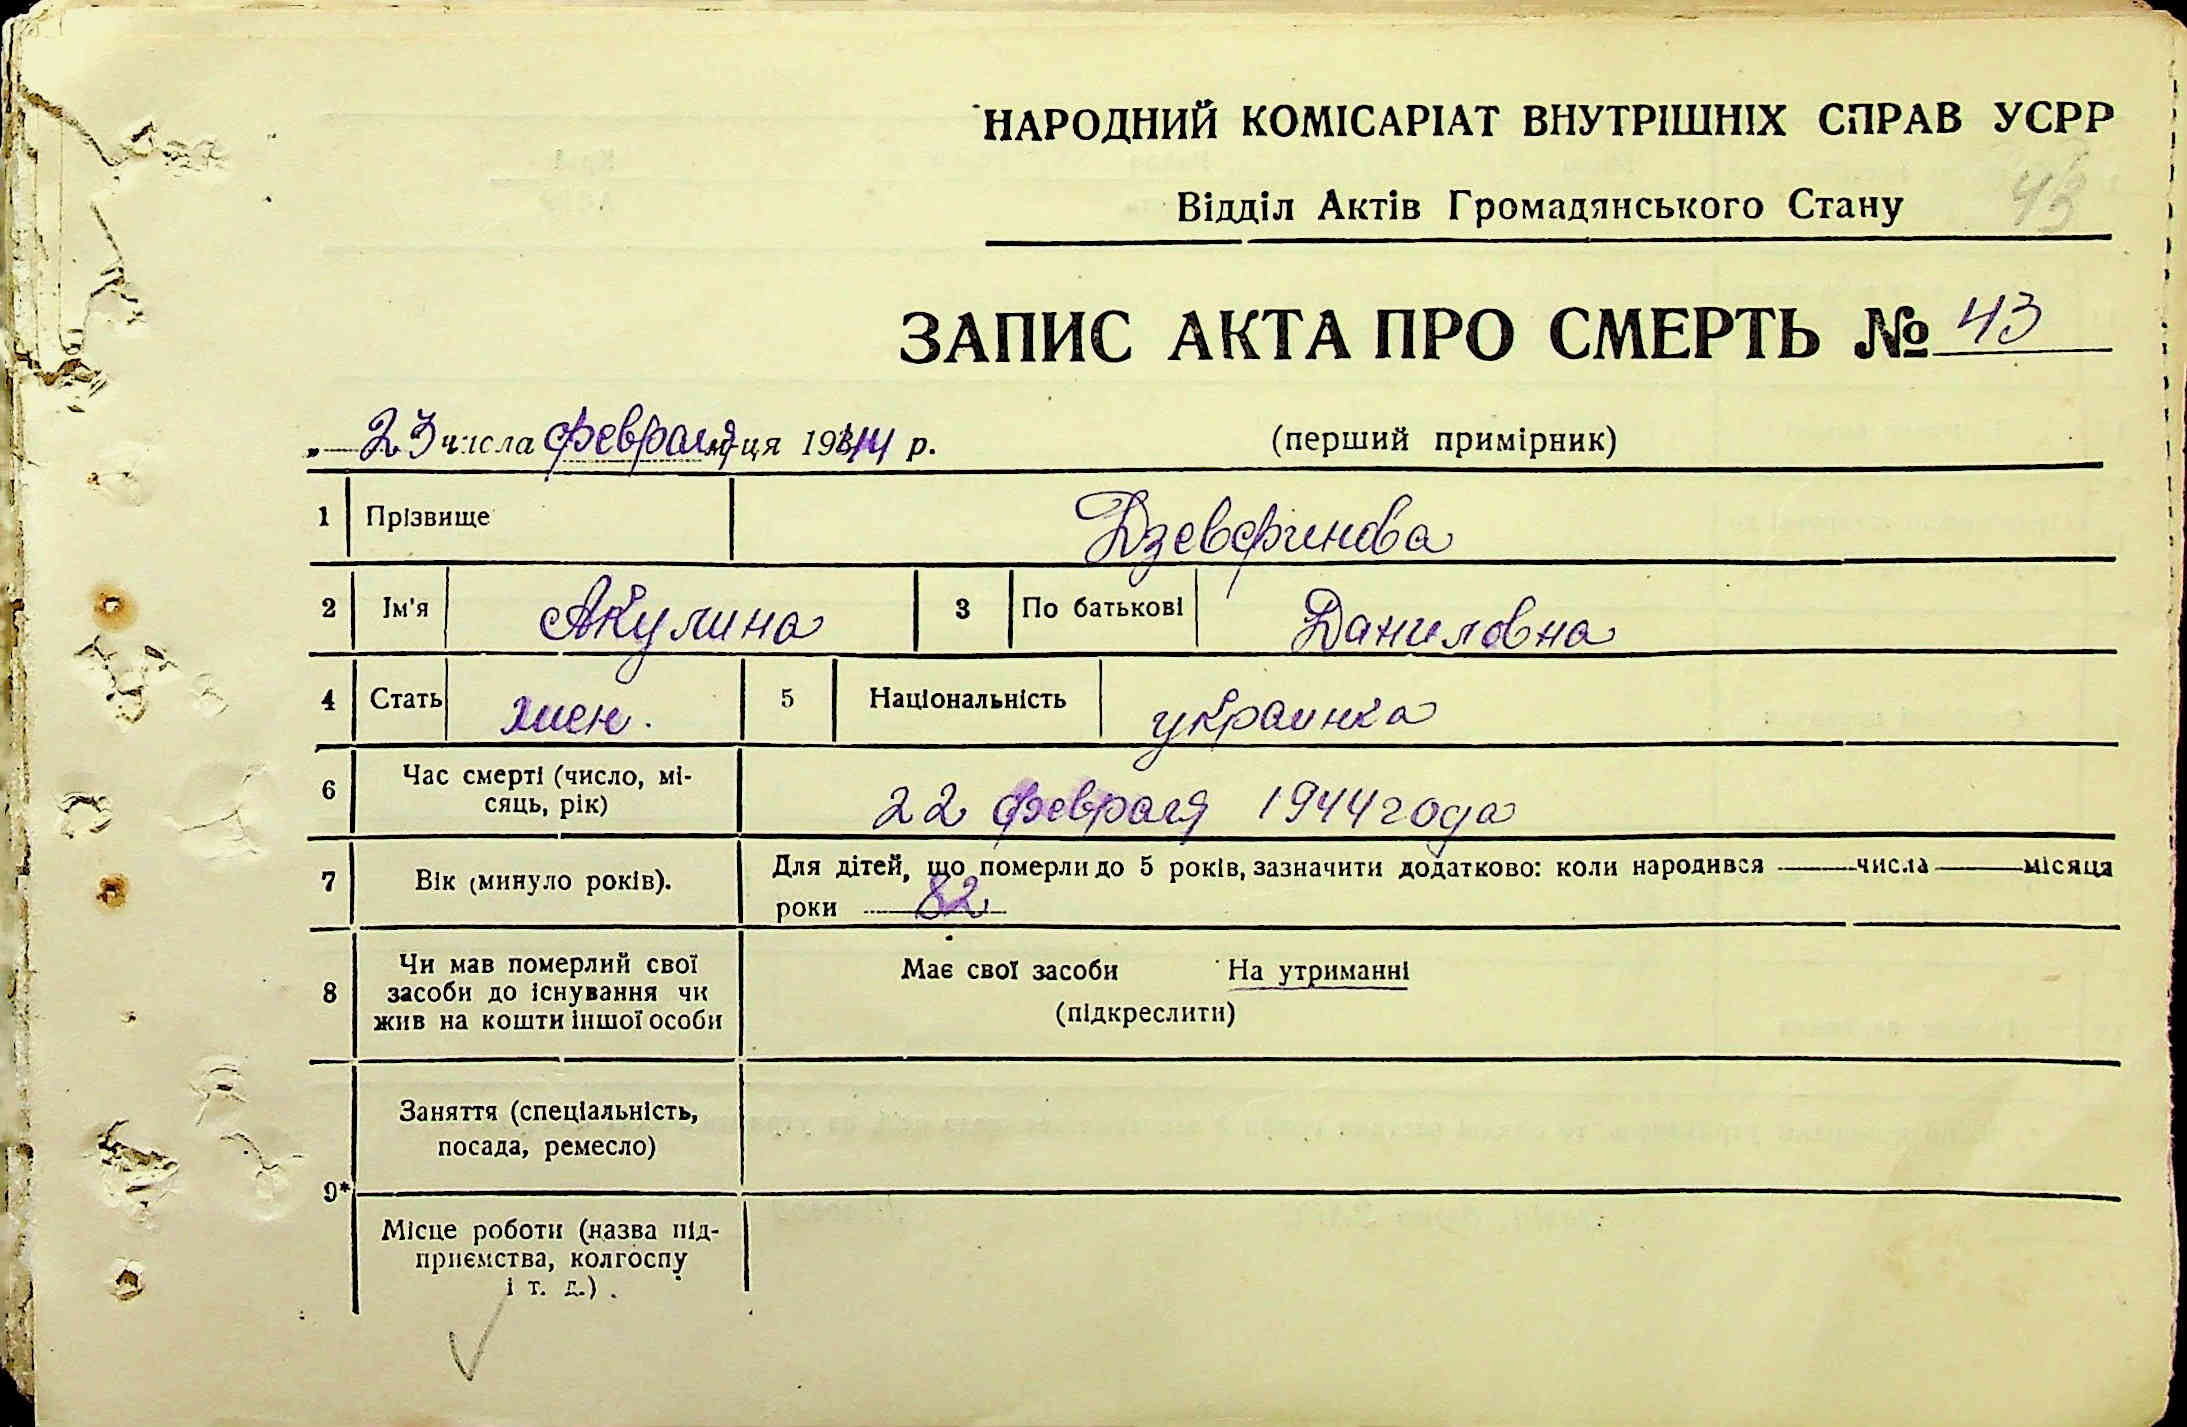 НАРОДНИЙ КОМІСАРІАТ ВНУТРІШНІХ СПРАВ УСРР
43
Відділ Актів Громадянського Стану
ЗАПИС АКТА ПРО СМЕРТЬ № 43
„ 23 числа февраля м-ця 1944 р. (перший примірник)
1 Прізвище Дзевфинова
2 Ім'я Акулина 3 По батькові Даниловна
4 Стать жен. 5 Національність украинка
6 Час смерті (число, мі-
сяць, рік) 22 февраля 1944 года
7 Вік (минуло років). Для дітей, що померли до 5 років, зазначити додатково: коли народився ——числа——місяця
роки 82
8 Чи мав померлий свої
засоби до існування чи
жив на кошти іншої особи
Має свої засоби На утриманні
(підкреслити)
9* Заняття (спеціальність,
посада, ремесло)
Місце роботи (назва під-
приємства, колгоспу
і т. д.)